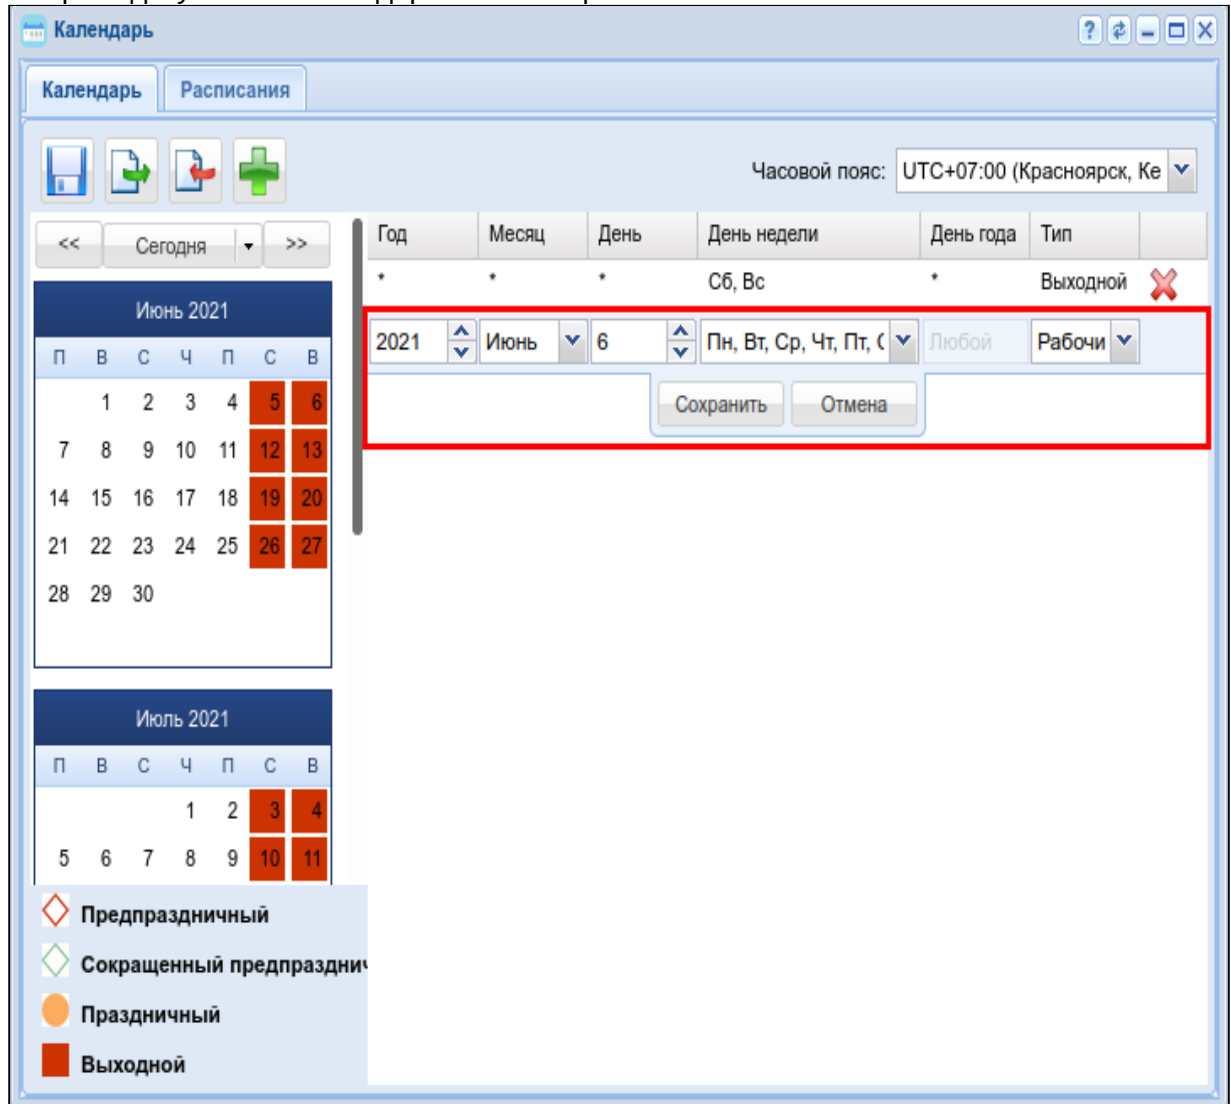 Календарь
Календарь Расписания
Часовой пояс: UTC+07:00 (Красноярск, Ке
<< Сегодня >>
Год Месяц День День недели День года Тип
* * * Сб, Вс * Выходной
2021 Июнь 6 Пн, Вт, Ср, Чт, Пт, С Любой Рабочи
Сохранить Отмена
Июнь 2021
П В С Ч П С В
1 2 3 4 5 6
7 8 9 10 11 12 13
14 15 16 17 18 19 20
21 22 23 24 25 26 27
28 29 30
Июль 2021
П В С Ч П С В
1 2 3 4
5 6 7 8 9 10 11
Предпраздничный
Сокращенный предпраздни
Праздничный
Выходной